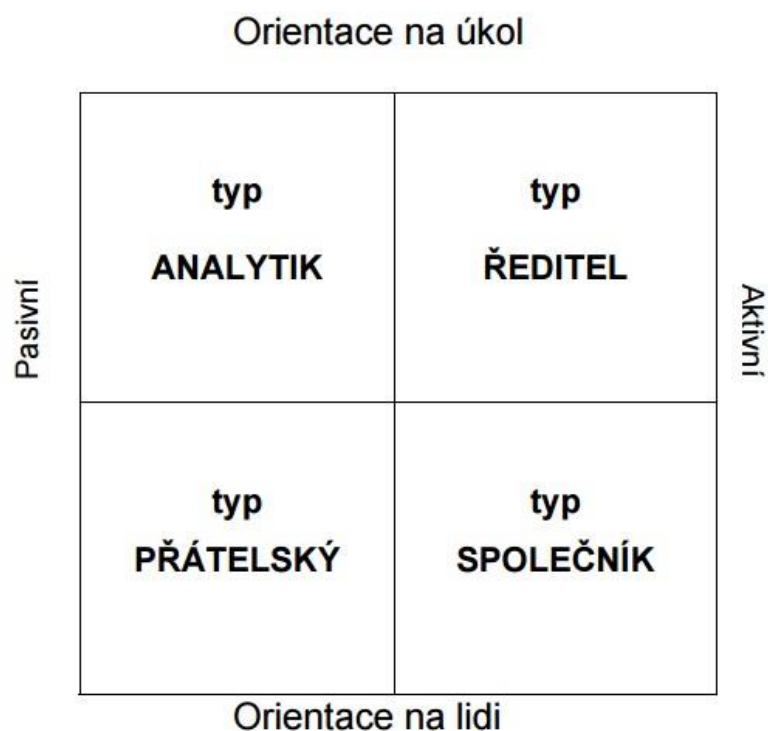 Orientace na úkol
typ
ANALYTIK
typ
ŘEDITEL
Pasivní
Aktivní
typ
PŘÁTELSKÝ
typ
SPOLEČNÍK
Orientace na lidi